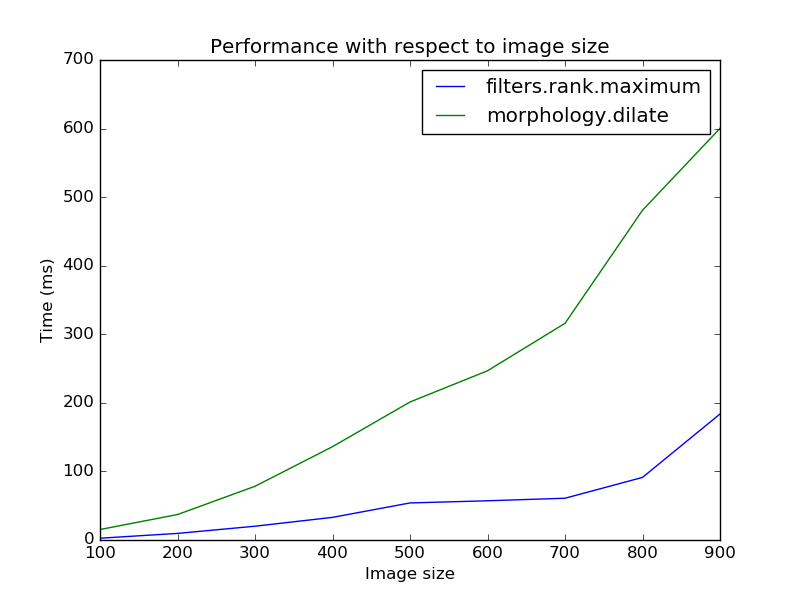 Performance with respect to image size
filters.rank.maximum
morphology.dilate
700
600
500
400
300
200
100
0
Time (ms)
100 200 300 400 500 600 700 800 900
Image size